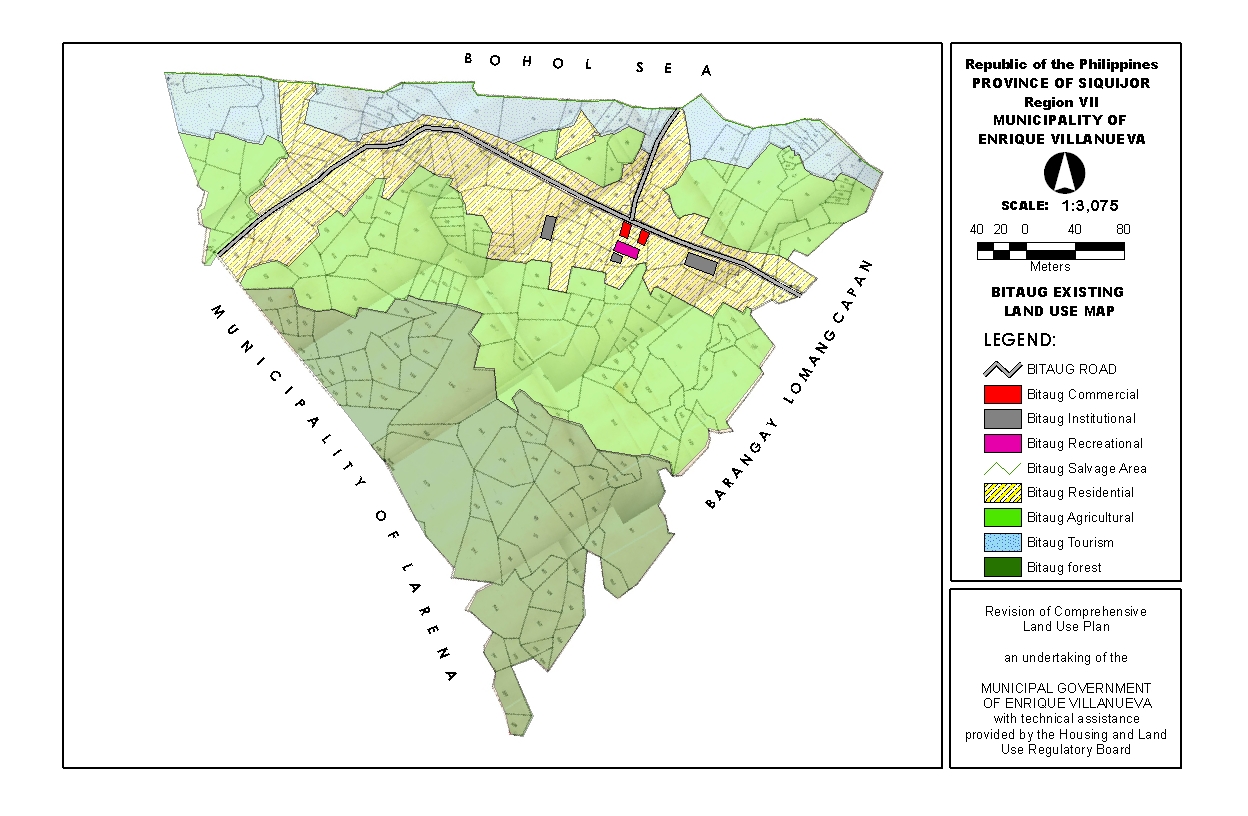 BOHOL SEA
MUNICIPALITY OF LARENA
BARANGAY LOMANGCAPAN
Republic of the Philippines
PROVINCE OF SIQUIJOR
Region VII
MUNICIPALITY OF
ENRIQUE VILLANUEVA
SCALE: 1:3,075
40 20 0 40 80
Meters
BITAUG EXISTING
LAND USE MAP
LEGEND:
BITAUG ROAD
Bitaug Commercial
Bitaug Institutional
Bitaug Recreational
Bitaug Salvage Area
Bitaug Residential
Bitaug Agricultural
Bitaug Tourism
Bitaug forest
Revision of Comprehensive
Land Use Plan
an undertaking of the
MUNICIPAL GOVERNMENT
OF ENRIQUE VILLANUEVA
with technical assistance
provided by the Housing and Land
Use Regulatory Board